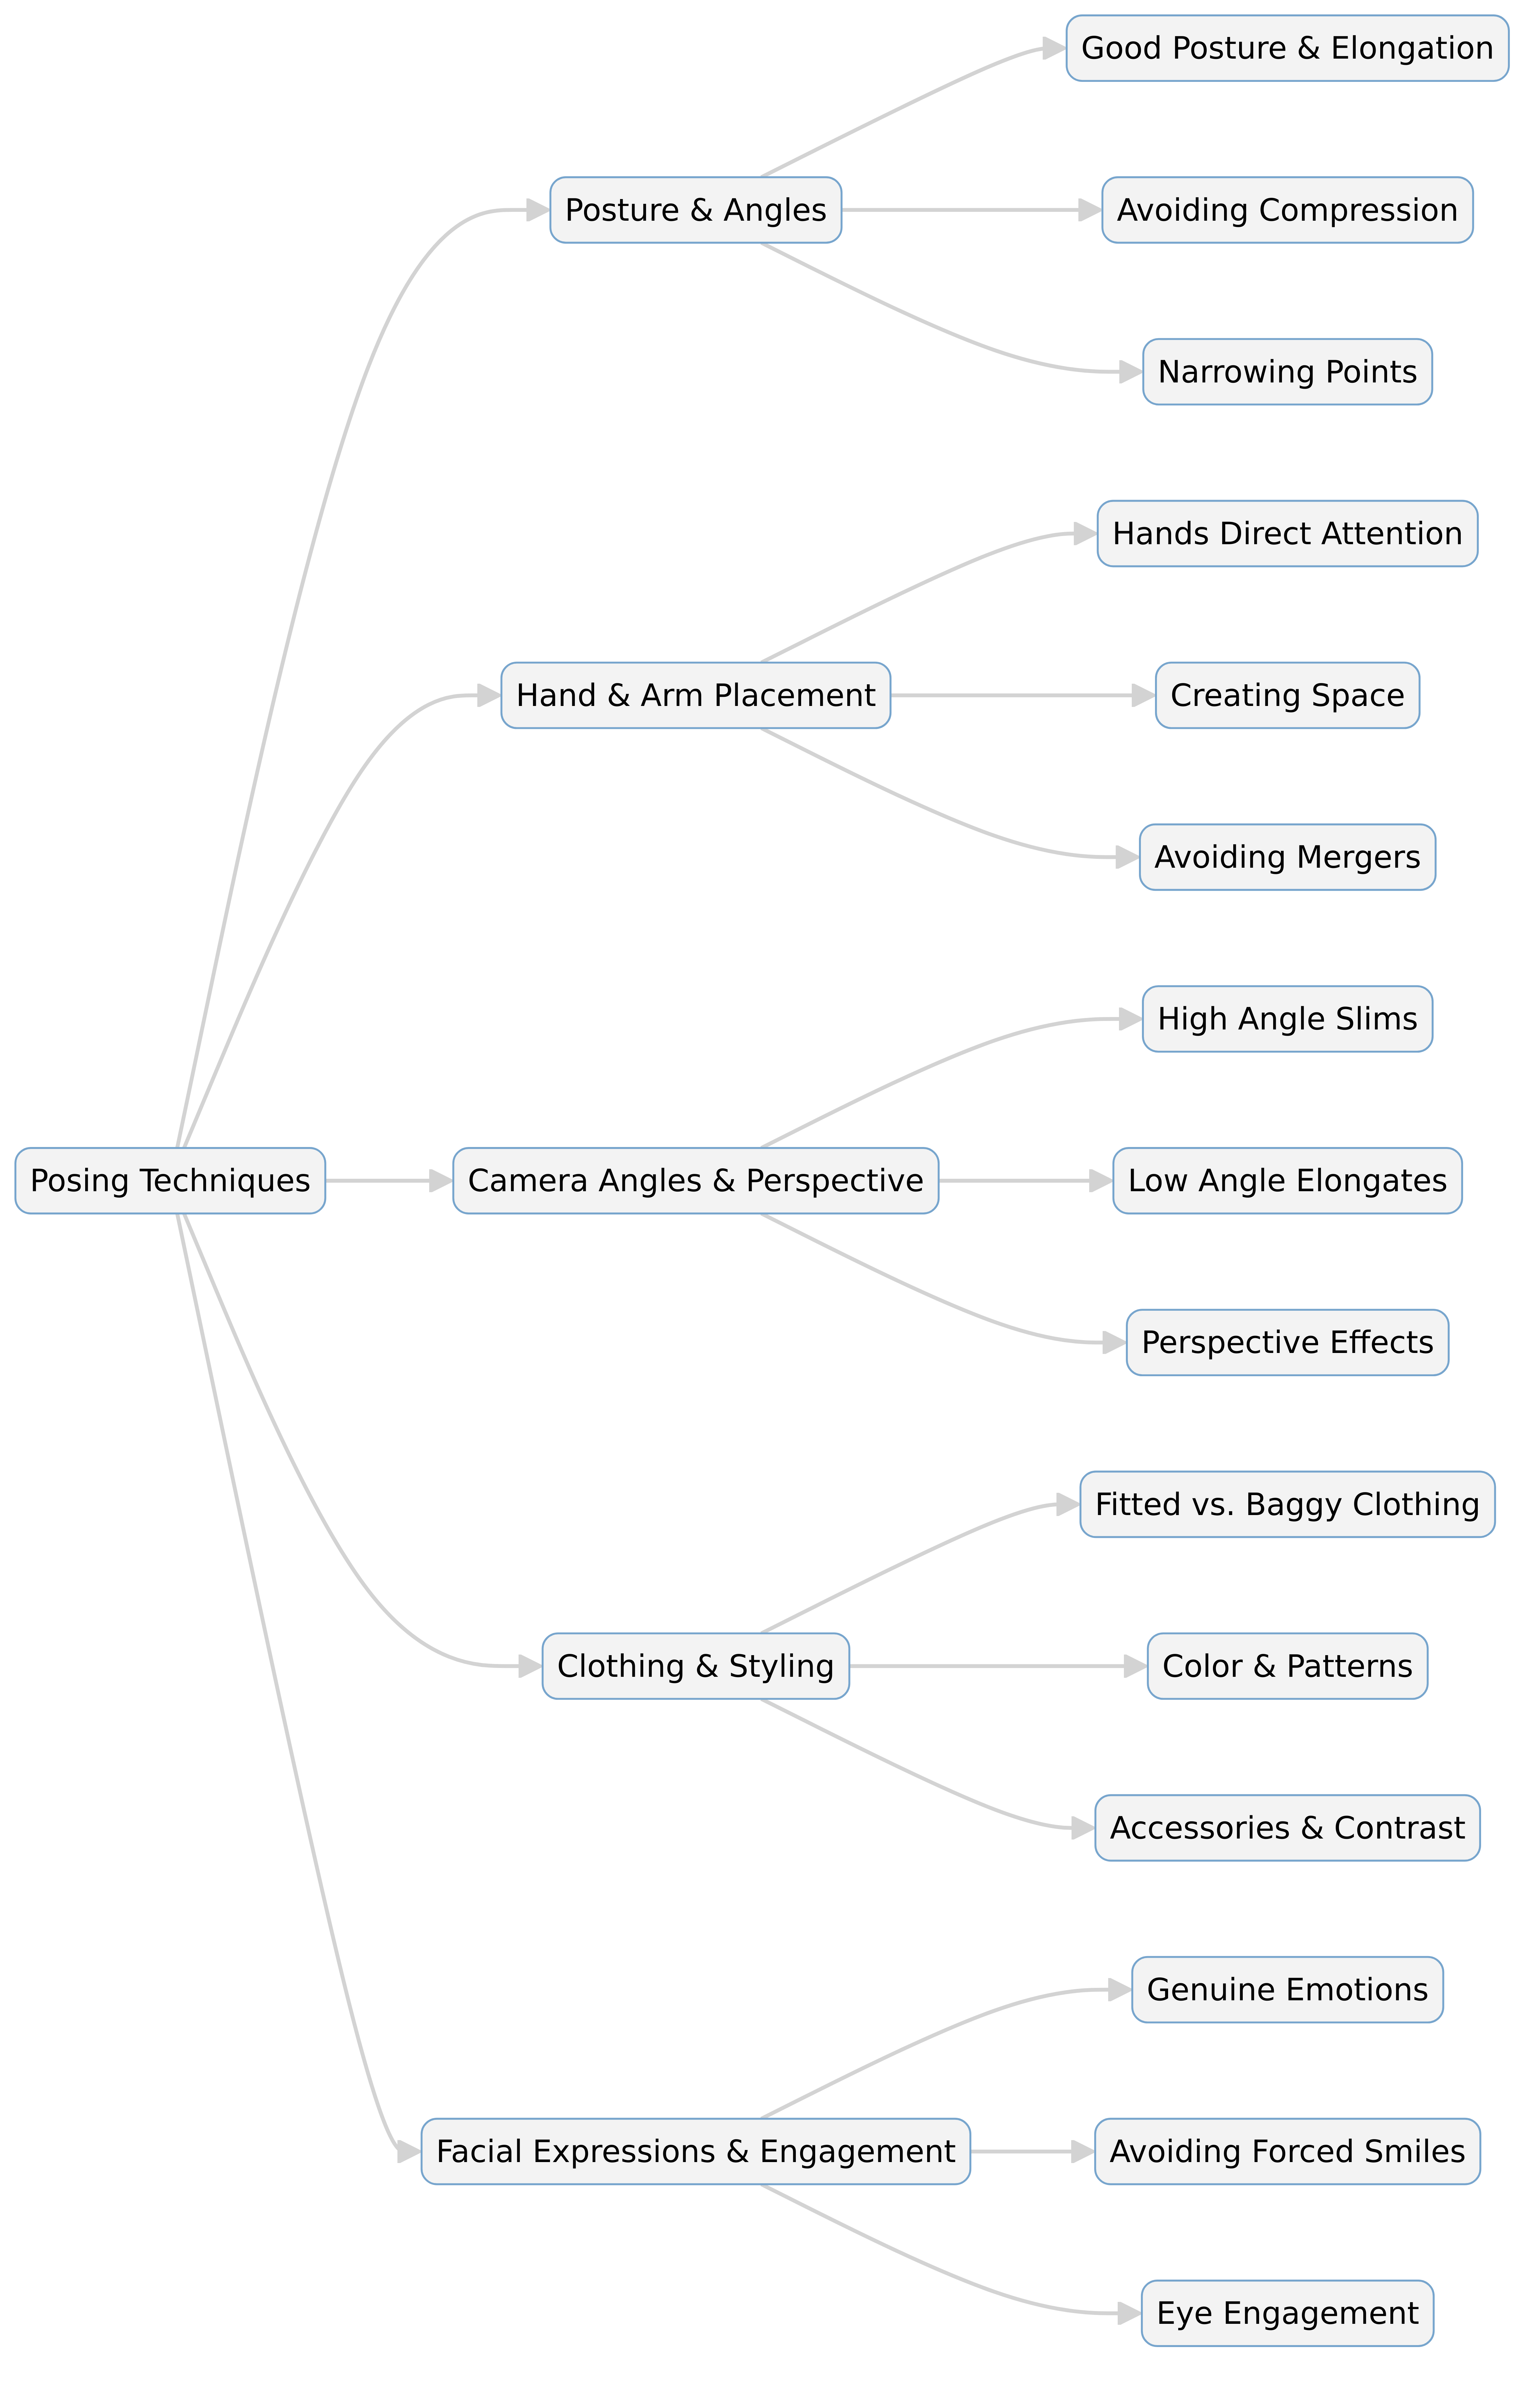 Good Posture & Elongation
Posture & Angles
Avoiding Compression
Narrowing Points
Hands Direct Attention
Hand & Arm Placement
Creating Space
Avoiding Mergers
High Angle Slims
Posing Techniques
Camera Angles & Perspective
Low Angle Elongates
Perspective Effects
Fitted vs. Baggy Clothing
Clothing & Styling
Color & Patterns
Accessories & Contrast
Genuine Emotions
Facial Expressions & Engagement
Avoiding Forced Smiles
Eye Engagement